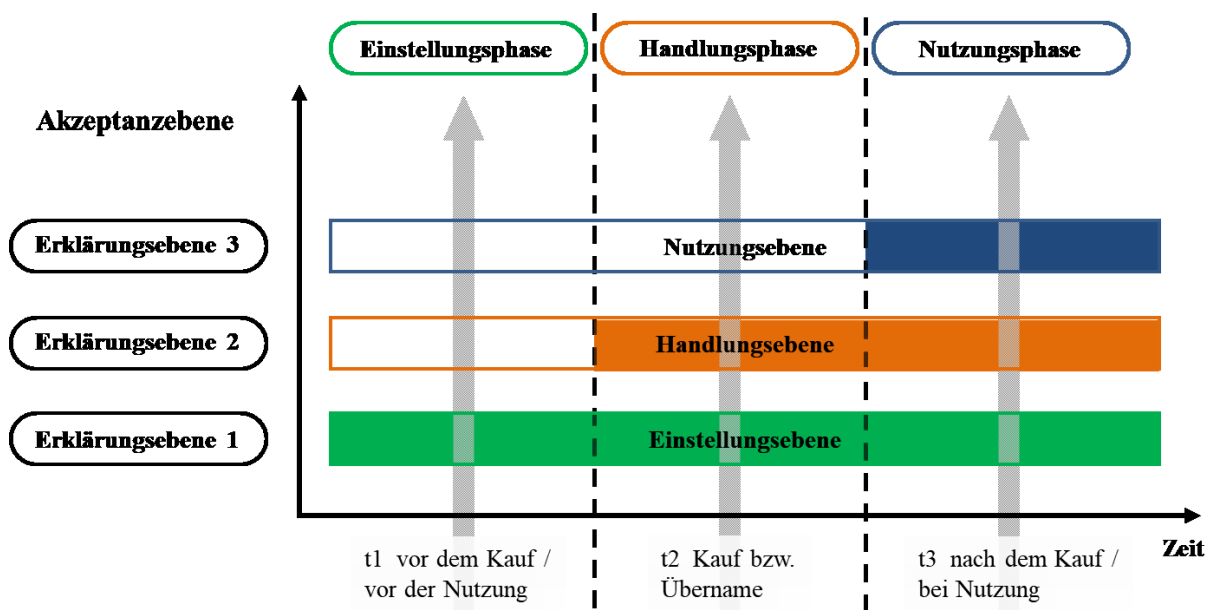 Einstellungsphase
Handlungsphase
Nutzungsphase
Akzeptanzebene
Erklärungsebene 3
Nutzungsebene
Erklärungsebene 2
Handlungsebene
Erklärungsebene 1
Einstellungsebene
Zeit
t1 vor dem Kauf /
vor der Nutzung
t2 Kauf bzw.
Übername
t3 nach dem Kauf /
bei Nutzung